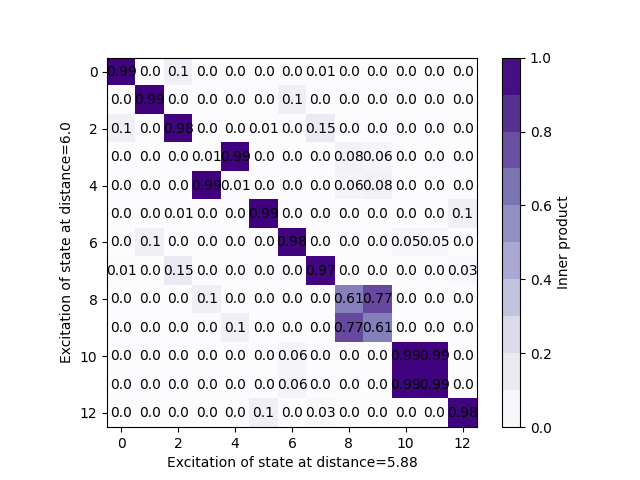 0 0.99 0.0 0.1 0.0 0.0 0.0 0.0 0.01 0.0 0.0 0.0 0.0 0.0
0.0 0.99 0.0 0.0 0.0 0.0 0.1 0.0 0.0 0.0 0.0 0.0 0.0
2 0.1 0.0 0.98 0.0 0.0 0.01 0.0 0.15 0.0 0.0 0.0 0.0 0.0
0.0 0.0 0.0 0.01 0.99 0.0 0.0 0.0 0.08 0.06 0.0 0.0 0.0
4 0.0 0.0 0.0 0.99 0.01 0.0 0.0 0.0 0.06 0.08 0.0 0.0 0.0
0.0 0.0 0.01 0.0 0.0 0.99 0.0 0.0 0.0 0.0 0.0 0.0 0.1
6 0.0 0.1 0.0 0.0 0.0 0.0 0.98 0.0 0.0 0.0 0.05 0.05 0.0
0.01 0.0 0.15 0.0 0.0 0.0 0.0 0.97 0.0 0.0 0.0 0.0 0.03
8 0.0 0.0 0.0 0.1 0.0 0.0 0.0 0.0 0.61 0.77 0.0 0.0 0.0
0.0 0.0 0.0 0.0 0.1 0.0 0.0 0.0 0.77 0.61 0.0 0.0 0.0
10 0.0 0.0 0.0 0.0 0.0 0.0 0.06 0.0 0.0 0.0 0.99 0.99 0.0
0.0 0.0 0.0 0.0 0.0 0.0 0.06 0.0 0.0 0.0 0.99 0.99 0.0
12 0.0 0.0 0.0 0.0 0.0 0.1 0.0 0.03 0.0 0.0 0.0 0.0 0.98
0 2 4 6 8 10 12
Excitation of state at distance=5.88
Excitation of state at distance=6.0
1.0
0.8
0.6
0.4
0.2
0.0
Inner product